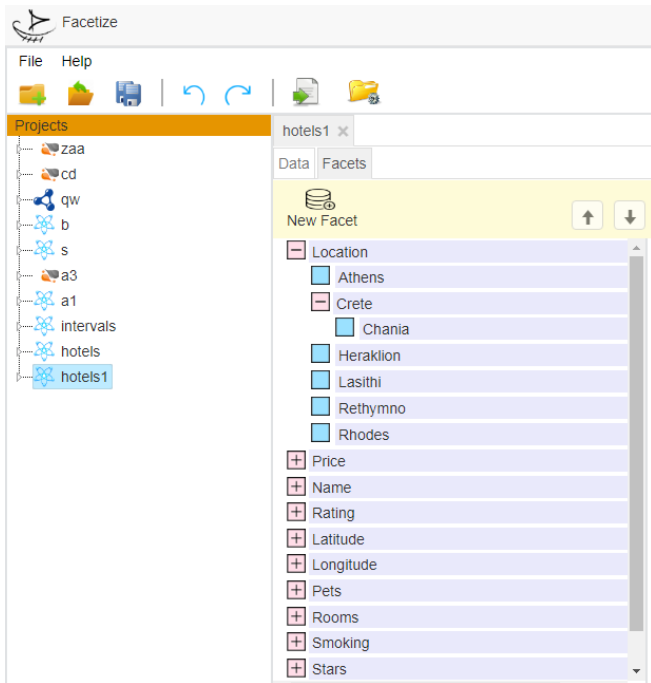 Facetize
File Help
Projects
zaa
cd
qw
b
s
a3
a1
intervals
hotels
hotels1
hotels1
Data Facets
New Facet
Location
Athens
Crete
Chania
Heraklion
Lasithi
Rethymno
Rhodes
Price
Name
Rating
Latitude
Longitude
Pets
Rooms
Smoking
Stars